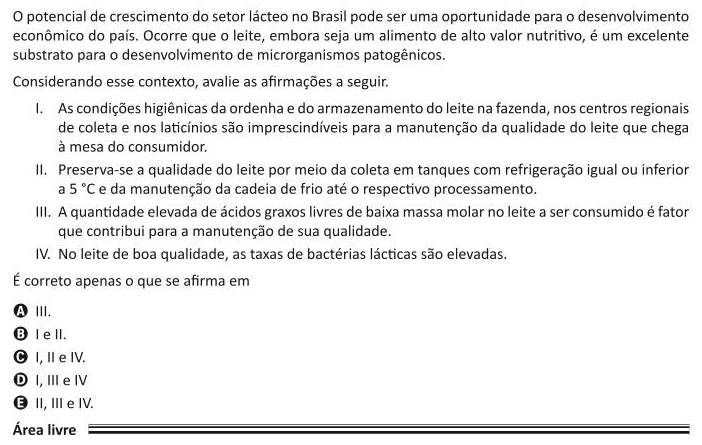 O potencial de crescimento do setor lácteo no Brasil pode ser uma oportunidade para o desenvolvimento
econômico do país. Ocorre que o leite, embora seja um alimento de alto valor nutritivo, é um excelente
substrato para o desenvolvimento de microrganismos patogênicos.
Considerando esse contexto, avalie as afirmações a seguir.
I. As condições higiênicas da ordenha e do armazenamento do leite na fazenda, nos centros regionais
de coleta e nos laticínios são imprescindíveis para a manutenção da qualidade do leite que chega
à mesa do consumidor.
II. Preserva-se a qualidade do leite por meio da coleta em tanques com refrigeração igual ou inferior
a 5 °C e da manutenção da cadeia de frio até o respectivo processamento.
III. A quantidade elevada de ácidos graxos livres de baixa massa molar no leite a ser consumido é fator
que contribui para a manutenção de sua qualidade.
IV. No leite de boa qualidade, as taxas de bactérias lácticas são elevadas.
É correto apenas o que se afirma em
A III.
B I e II.
C I, II e IV.
D I, III e IV
E II, III e IV.
Área livre